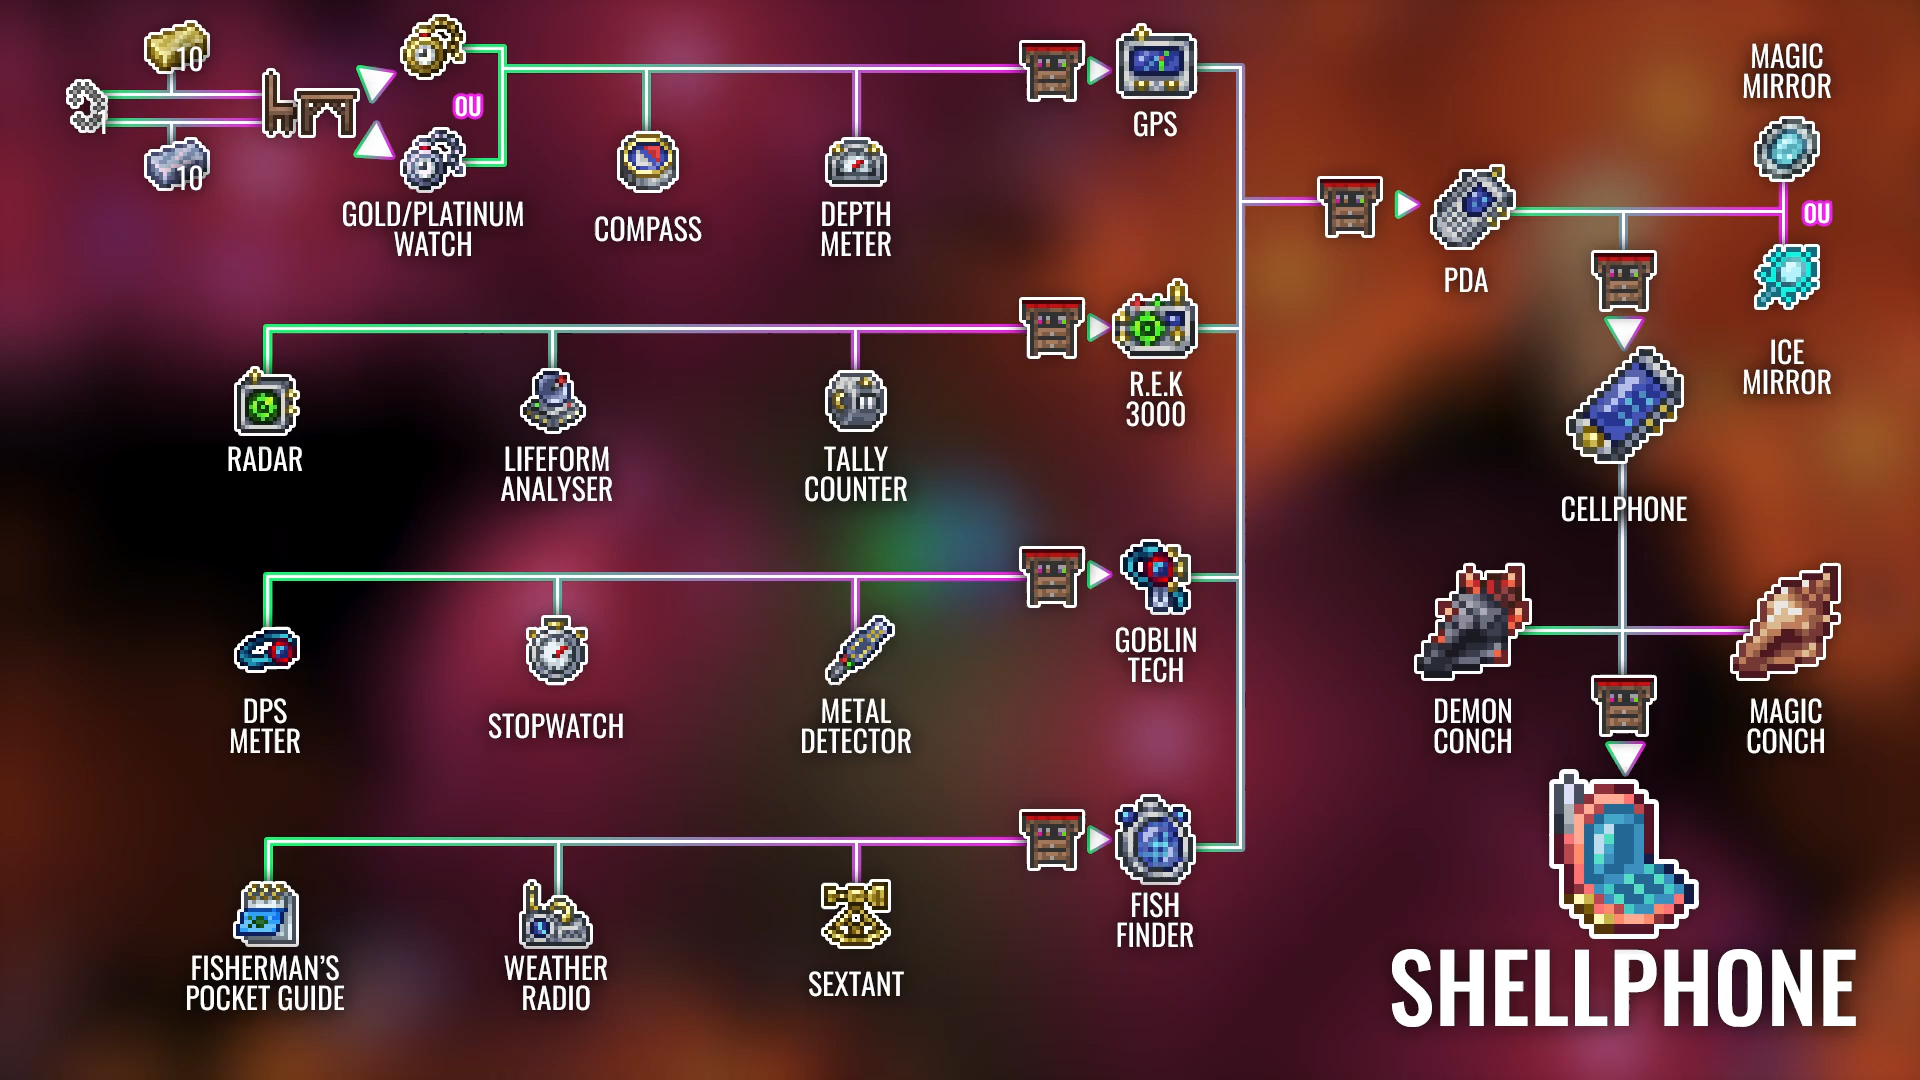 10
OU
10
GOLD/PLATINUM
WATCH
COMPASS
DEPTH
METER
GPS
MAGIC
MIRROR
OU
PDA
ICE
MIRROR
RADAR
LIFEFORM
ANALYSER
TALLY
COUNTER
R.E.K
3000
CELLPHONE
DPS
METER
STOPWATCH
METAL
DETECTOR
GOBLIN
TECH
DEMON
CONCH
MAGIC
CONCH
FISHERMAN'S
POCKET GUIDE
WEATHER
RADIO
SEXTANT
FISH
FINDER
SHELLPHONE